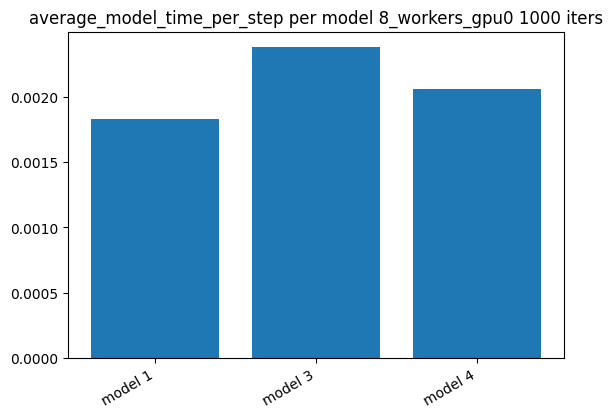 average_model_time_per_step per model 8_workers_gpu0 1000 iters
0.0020
0.0015
0.0010
0.0005
0.0000
model 1
model 3
model 4